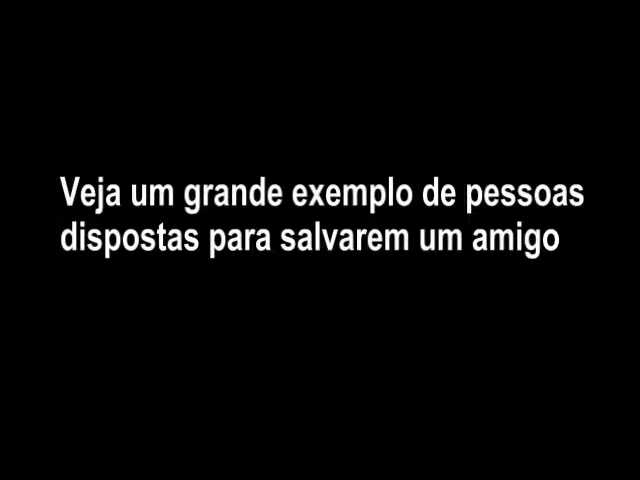 Veja um grande exemplo de pessoas
dispostas para salvarem um amigo